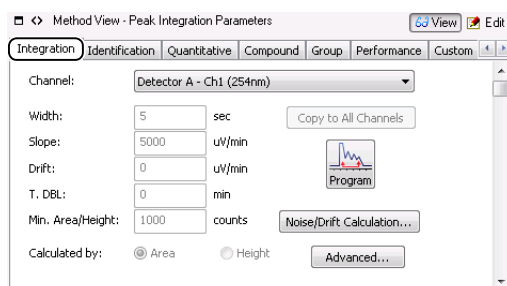 Method View - Peak Integration Parameters View Edit
Integration Identification Quantitative Compound Group Performance Custom
Channel: Detector A - Ch1 (254nm)
Width: 5 sec Copy to All Channels
Slope: 5000 uV/min
Drift: 0 uV/min
Program
T. DBL: 0 min
Min. Area/Height: 1000 counts Noise/Drift Calculation...
Calculated by: Area Height Advanced...